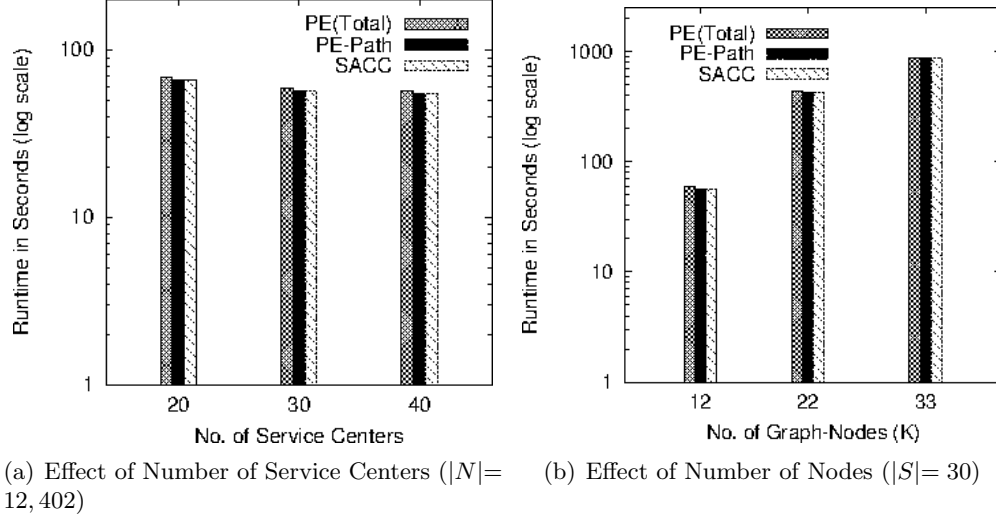 PE(Total)
PE-Path
SACC
100
10
1
20 30 40
Runtime in Seconds (log scale)
No. of Service Centers
PE(Total)
PE-Path
SACC
1000
100
10
1
12 22 33
Runtime in Seconds (log scale)
No. of Graph-Nodes (K)
(a) Effect of Number of Service Centers (|N|=
12, 402)
(b) Effect of Number of Nodes (|S|= 30)